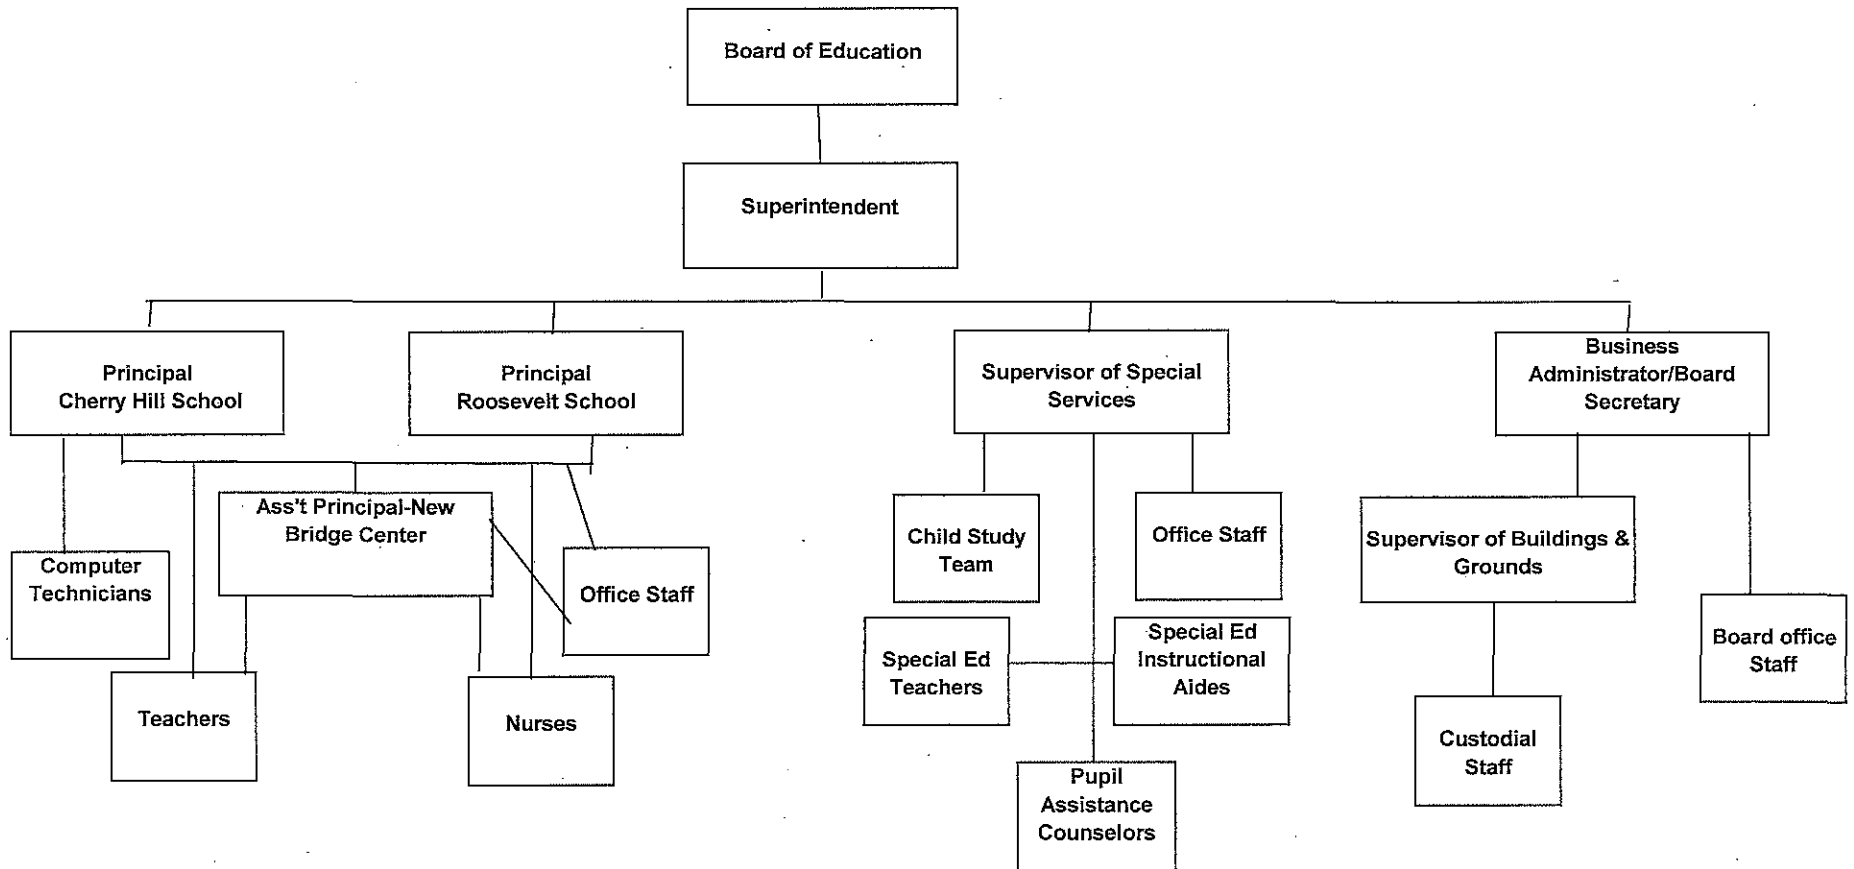 Board of Education
Superintendent
Principal
Cherry Hill School
Principal
Roosevelt School
Supervisor of Special
Services
Business
Administrator/Board
Secretary
Ass't Principal-New
Bridge Center
Computer
Technicians
Office Staff
Teachers
Nurses
Child Study
Team
Office Staff
Special Ed
Teachers
Special Ed
Instructional
Aides
Pupil
Assistance
Counselors
Supervisor of Buildings &
Grounds
Board office
Staff
Custodial
Staff